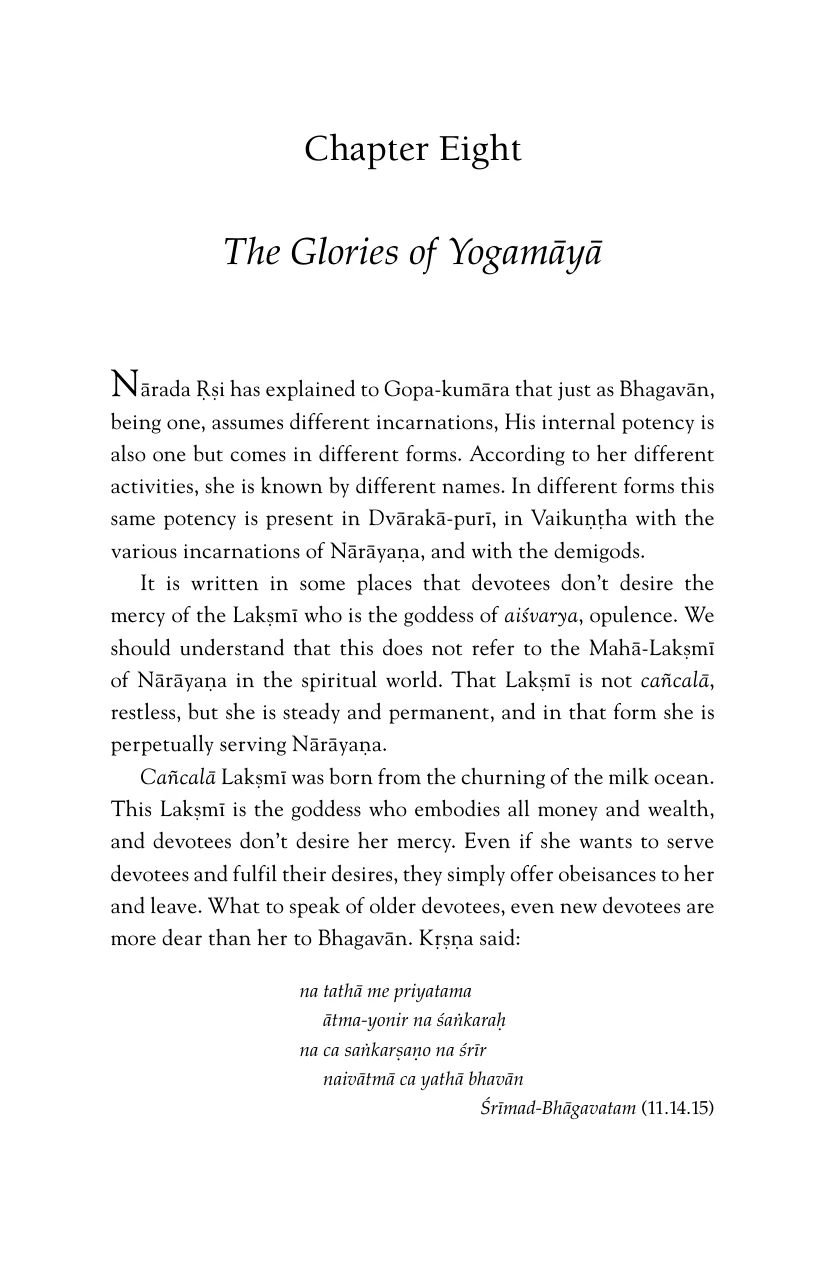 Chapter Eight
The Glories of Yogamāyā
Nārada Ṛṣi has explained to Gopa-kumāra that just as Bhagavān,
being one, assumes different incarnations, His internal potency is
also one but comes in different forms. According to her different
activities, she is known by different names. In different forms this
same potency is present in Dvārakā-purī, in Vaikuṇṭha with the
various incarnations of Nārāyaṇa, and with the demigods.
It is written in some places that devotees don't desire the
mercy of the Lakṣmī who is the goddess of aiśvarya, opulence. We
should understand that this does not refer to the Mahā-Lakṣmī
of Nārāyaṇa in the spiritual world. That Lakṣmī is not cañcalā,
restless, but she is steady and permanent, and in that form she is
perpetually serving Nārāyaṇa.
Cañcalā Lakṣmī was born from the churning of the milk ocean.
This Lakṣmī is the goddess who embodies all money and wealth,
and devotees don't desire her mercy. Even if she wants to serve
devotees and fulfil their desires, they simply offer obeisances to her
and leave. What to speak of older devotees, even new devotees are
more dear than her to Bhagavān. Kṛṣṇa said:
na tathā me priyatama
ātma-yonir na śaṅkaraḥ
na ca saṅkarṣaṇo na śrīr
naivātmā ca yathā bhavān
Śrīmad-Bhāgavatam (11.14.15)